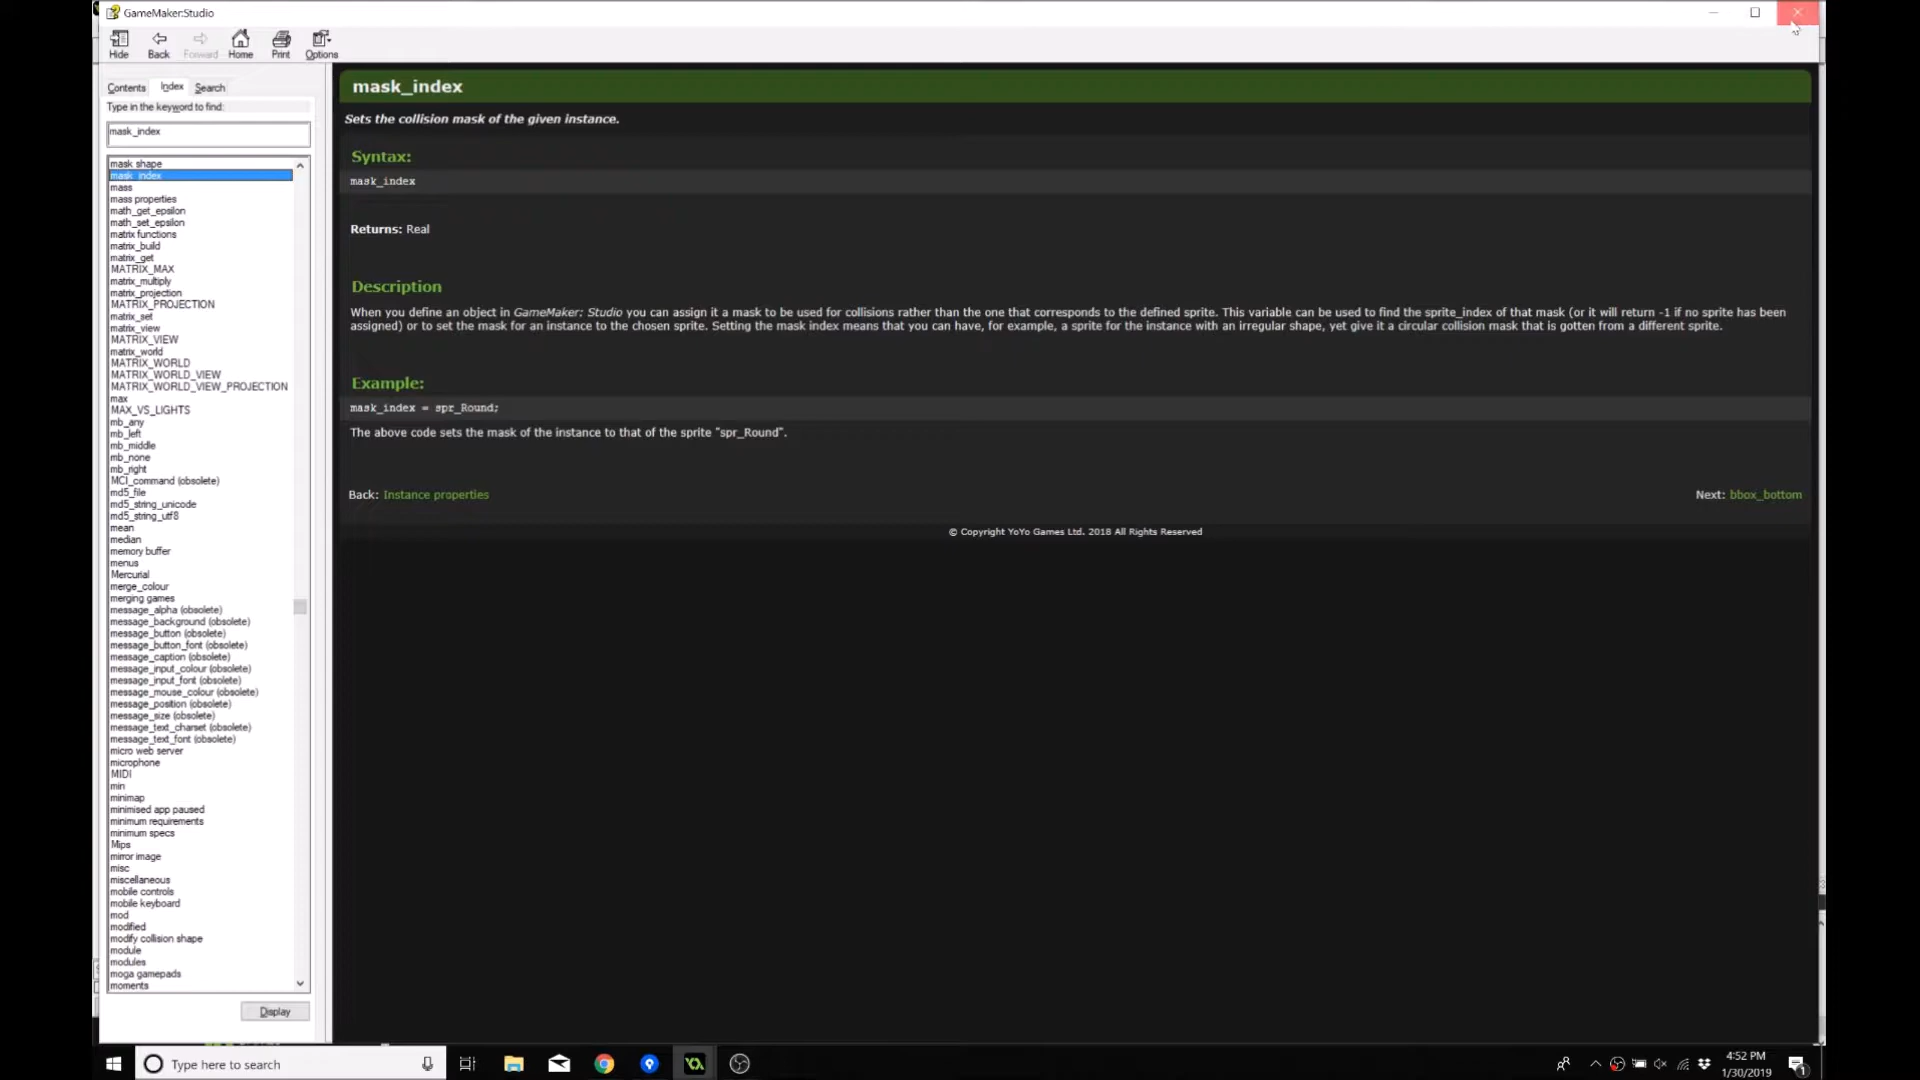 GameMaker:Studio
Hide Back Forward Home Print Options
Contents Index Search
Type in the keyword to find:
mask_index
mask shape
mask_index
mass
mass properties
math_get_epsilon
math_set_epsilon
matrix functions
matrix_build
matrix_get
MATRIX_MAX
matrix_multiply
matrix_projection
MATRIX_PROJECTION
matrix_set
matrix_view
MATRIX_VIEW
matrix_world
MATRIX_WORLD
MATRIX_WORLD_VIEW
MATRIX_WORLD_VIEW_PROJECTION
max
MAX_VS_LIGHTS
mb_any
mb_left
mb_middle
mb_none
mb_right
MCI_command (obsolete)
md5_file
md5_string_unicode
md5_string_utf8
mean
median
memory buffer
menus
Mercurial
merge_colour
merging games
message_alpha (obsolete)
message_background (obsolete)
message_button (obsolete)
message_button_font (obsolete)
message_caption (obsolete)
message_input_colour (obsolete)
message_input_font (obsolete)
message_mouse_colour (obsolete)
message_position (obsolete)
message_size (obsolete)
message_text_charset (obsolete)
message_text_font (obsolete)
micro web server
microphone
MIDI
min
minimap
minimised app paused
minimum requirements
minimum specs
Mips
mirror image
misc
miscellaneous
mobile controls
mobile keyboard
mod
modified
modify collision shape
module
modules
moga gamepads
moments
Display
mask_index
Sets the collision mask of the given instance.
Syntax:
mask_index
Returns: Real
Description
When you define an object in GameMaker: Studio you can assign it a mask to be used for collisions rather than the one that corresponds to the defined sprite. This variable can be used to find the sprite_index of that mask (or it will return -1 if no sprite has been
assigned) or to set the mask for an instance to the chosen sprite. Setting the mask index means that you can have, for example, a sprite for the instance with an irregular shape, yet give it a circular collision mask that is gotten from a different sprite.
Example:
mask_index = spr_Round;
The above code sets the mask of the instance to that of the sprite "spr_Round".
Back: Instance properties
Next: bbox_bottom
© Copyright YoYo Games Ltd. 2018 All Rights Reserved
Type here to search
4:52 PM
1/30/2019
1